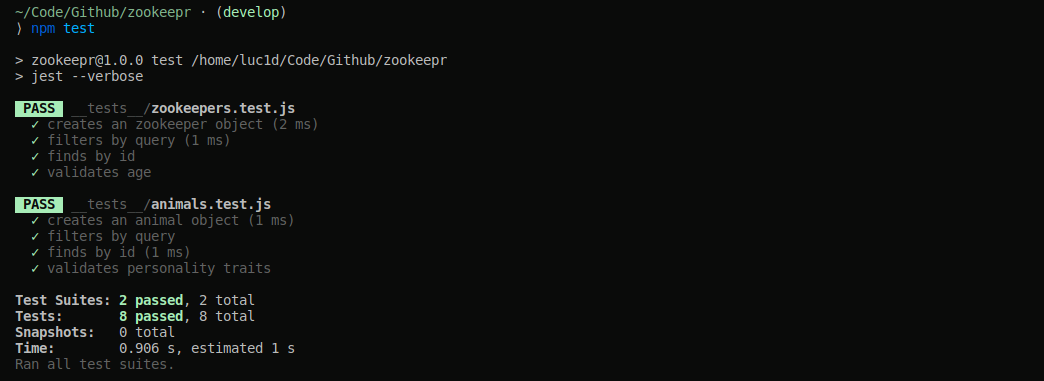 ~/Code/Github/zookeepr · (develop)
⟩ npm test
> zookeepr@1.0.0 test /home/luc1d/Code/Github/zookeepr
> jest --verbose
PASS __tests__/zookeepers.test.js
✓ creates an zookeeper object (2 ms)
✓ filters by query (1 ms)
✓ finds by id
✓ validates age
PASS __tests__/animals.test.js
✓ creates an animal object (1 ms)
✓ filters by query
✓ finds by id (1 ms)
✓ validates personality traits
Test Suites: 2 passed, 2 total
Tests: 8 passed, 8 total
Snapshots: 0 total
Time: 0.906 s, estimated 1 s
Ran all test suites.